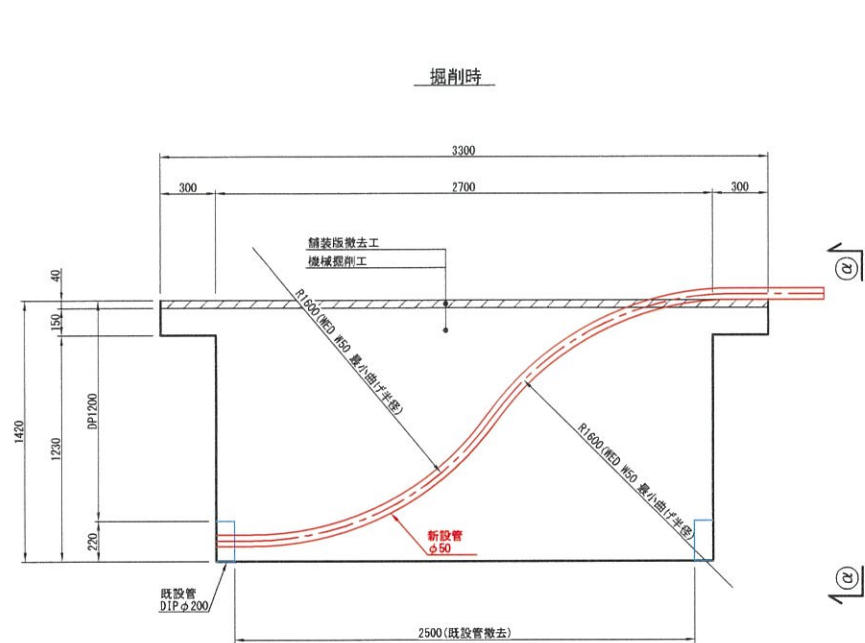 掘削時
3300
300
2700
300
舗装版撤去工
機械掘削工
40
150
DP1200
1420
1230
220
R1600(WED W50 最小曲げ半径)
R1600(WED W50 最小曲げ半径)
新設管
φ50
既設管
DIPφ200
2500(既設管撤去)
α
α